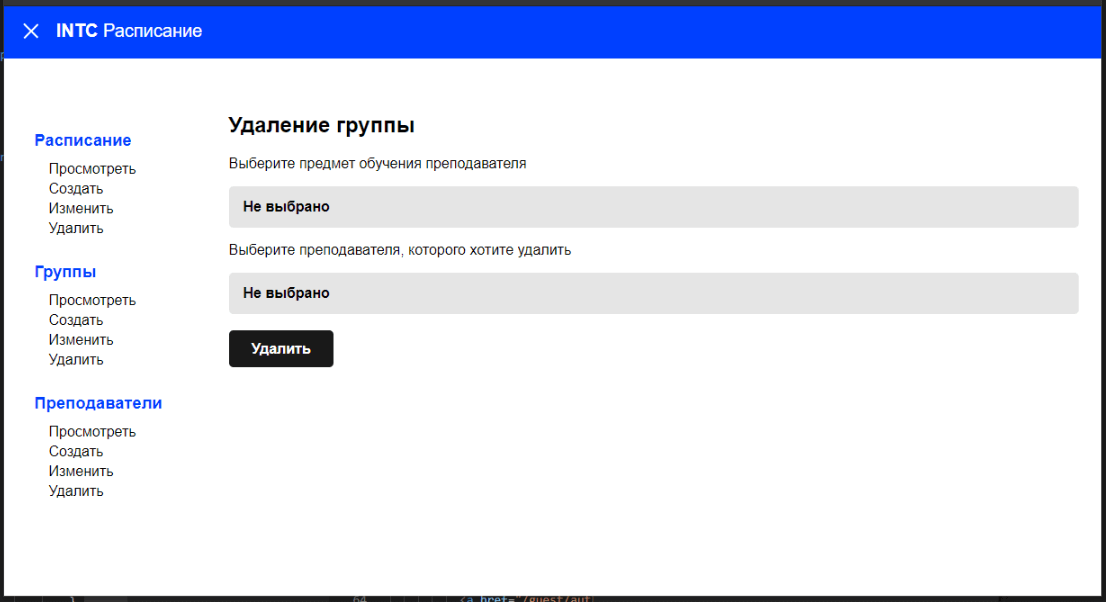 INTC Расписание
Расписание
Просмотреть
Создать
Изменить
Удалить
Группы
Просмотреть
Создать
Изменить
Удалить
Преподаватели
Просмотреть
Создать
Изменить
Удалить
Удаление группы
Выберите предмет обучения преподавателя
Не выбрано
Выберите преподавателя, которого хотите удалить
Не выбрано
Удалить
64 <a href="/guest/aut